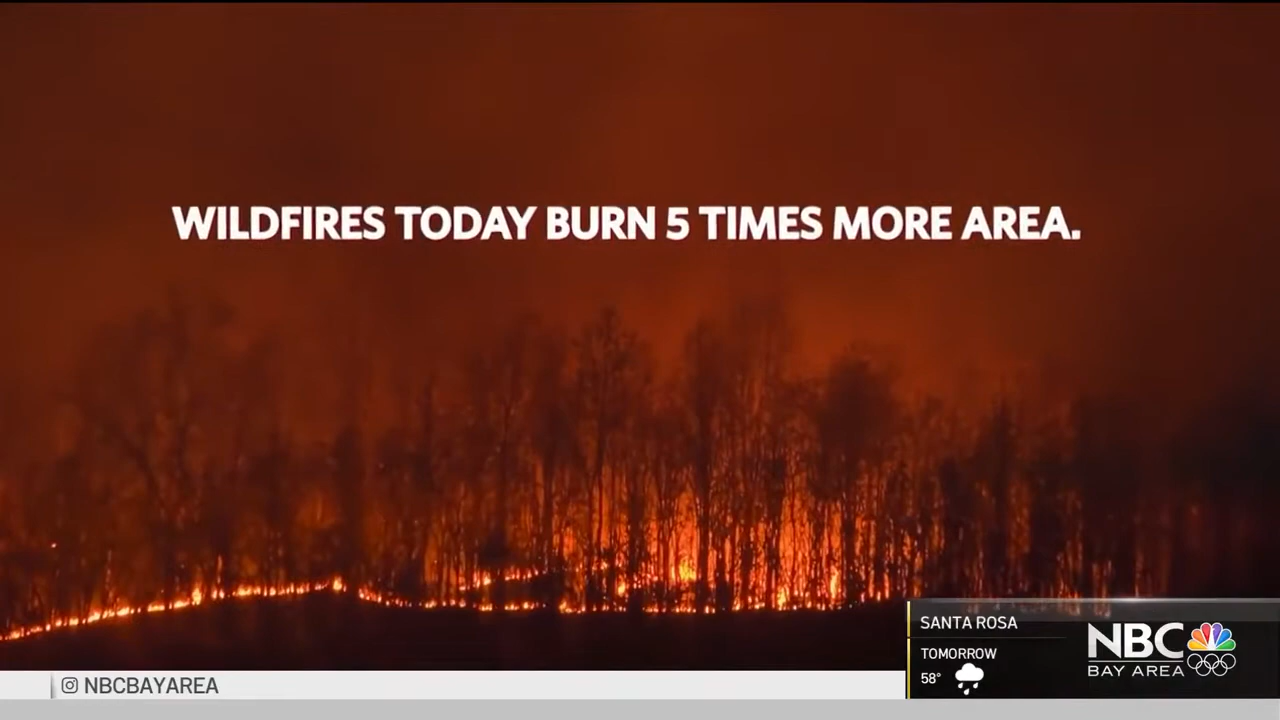 WILDFIRES TODAY BURN 5 TIMES MORE AREA.
SANTA ROSA
TOMORROW
58°
NBC
BAY AREA
NBCBAYAREA